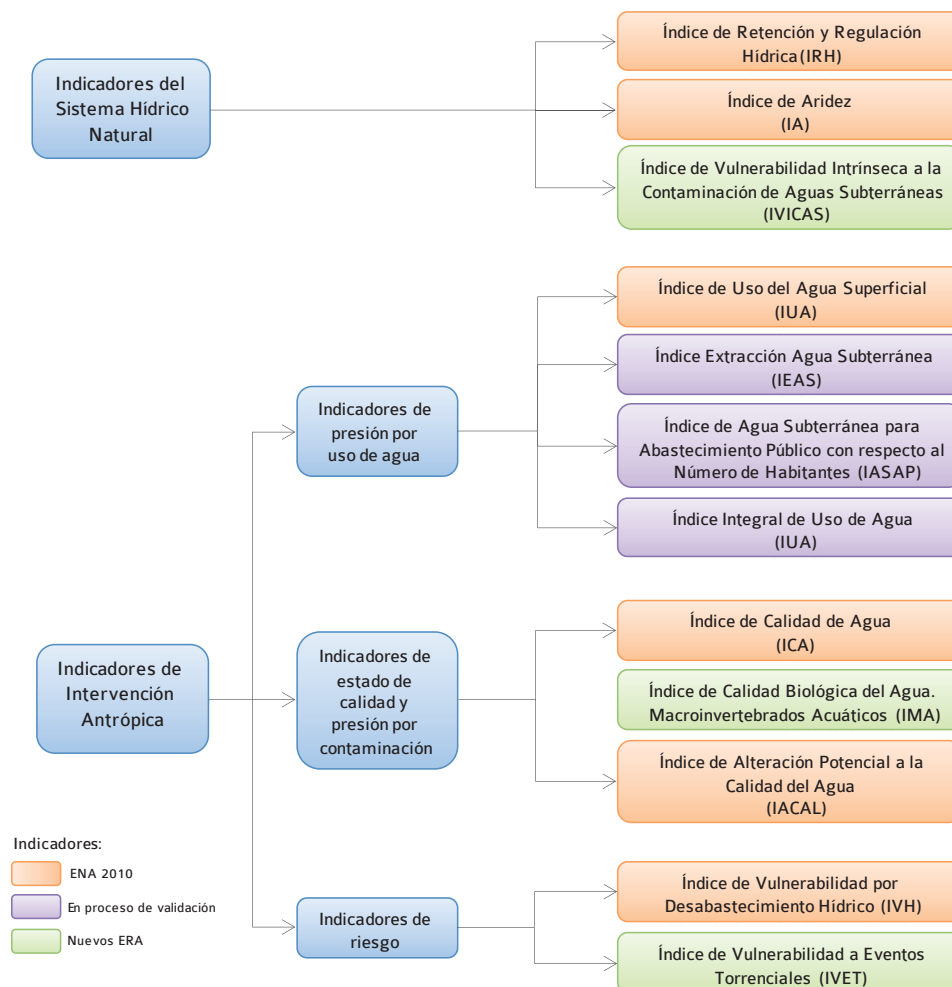 Indicadores del
Sistema Hídrico
Natural
Índice de Retención y Regulación
Hídrica (IRH)
Índice de Aridez
(IA)
Índice de Vulnerabilidad Intrínseca a la
Contaminación de Aguas Subterráneas
(IVICAS)
Indicadores de
Intervención
Antrópica
Indicadores de
presión por
uso de agua
Índice de Uso del Agua Superficial
(IUA)
Índice Extracción Agua Subterránea
(IEAS)
Índice de Agua Subterránea para
Abastecimiento Público con respecto al
Número de Habitantes (IASAP)
Índice Integral de Uso de Agua
(IUA)
Indicadores de
estado de
calidad y
presión por
contaminación
Índice de Calidad de Agua
(ICA)
Índice de Calidad Biológica del Agua.
Macroinvertebrados Acuáticos (IMA)
Índice de Alteración Potencial a la
Calidad del Agua
(IACAL)
Indicadores de
riesgo
Índice de Vulnerabilidad por
Desabastecimiento Hídrico (IVH)
Índice de Vulnerabilidad a Eventos
Torrenciales (IVET)
Indicadores:
ENA 2010
En proceso de validación
Nuevos ERA